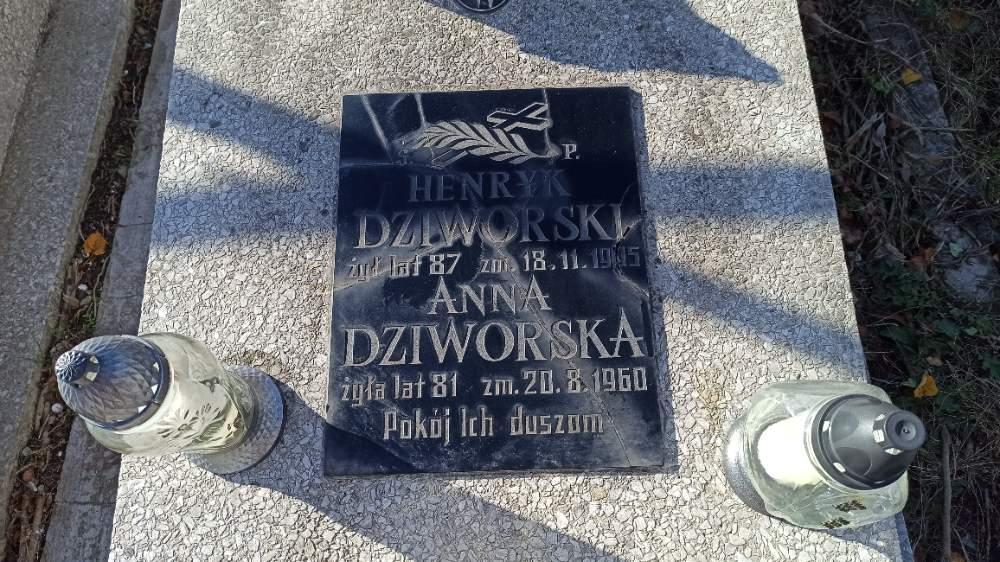 P.
HENRYK
DZIWORSKI
żył lat 87 zm. 18.11.
ANNA
DZIWORSKA
żyła lat 81 zm. 20.8.1960
Pokój Ich duszom